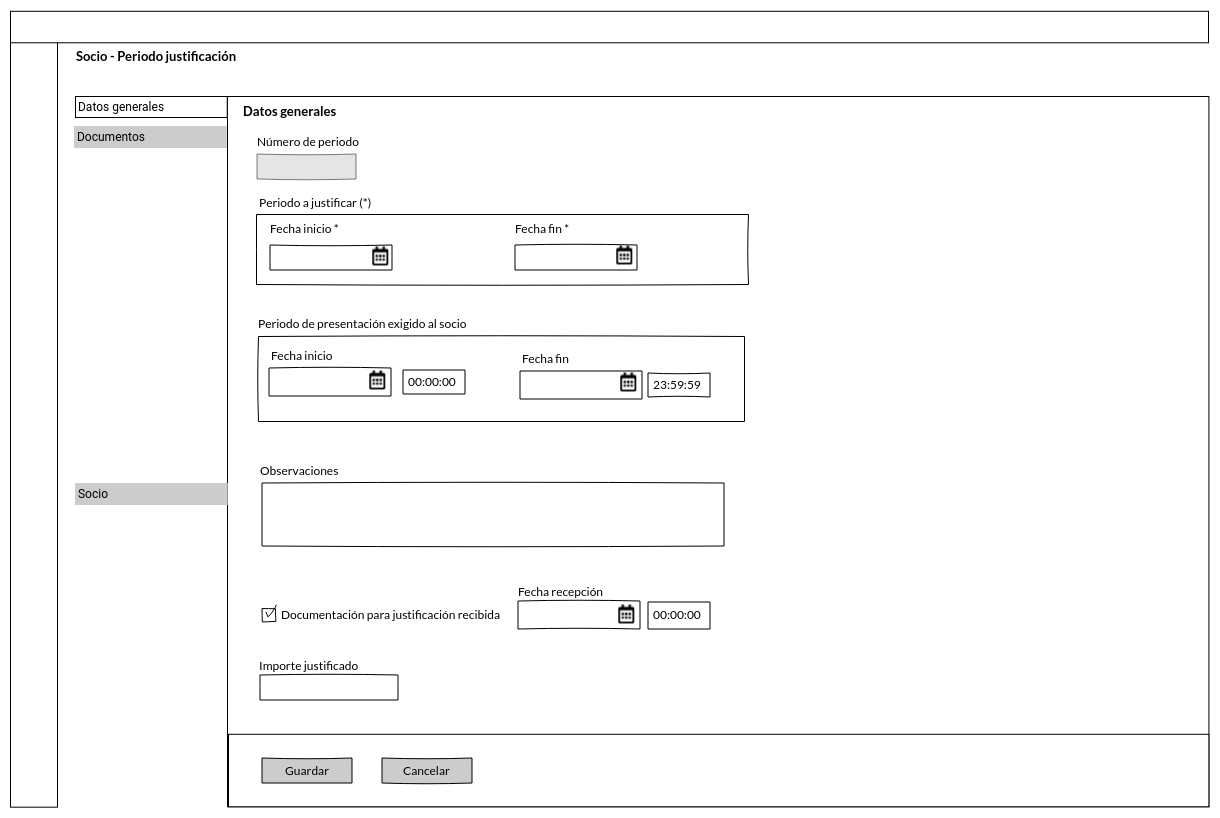 Socio - Periodo justificación
Datos generales
Documentos
Socio
Datos generales
Número de periodo
Periodo a justificar (*)
Fecha inicio *
Fecha fin *
Periodo de presentación exigido al socio
Fecha inicio
Fecha fin
00:00:00
23:59:59
Observaciones
Documentación para justificación recibida
Fecha recepción
00:00:00
Importe justificado
Guardar
Cancelar